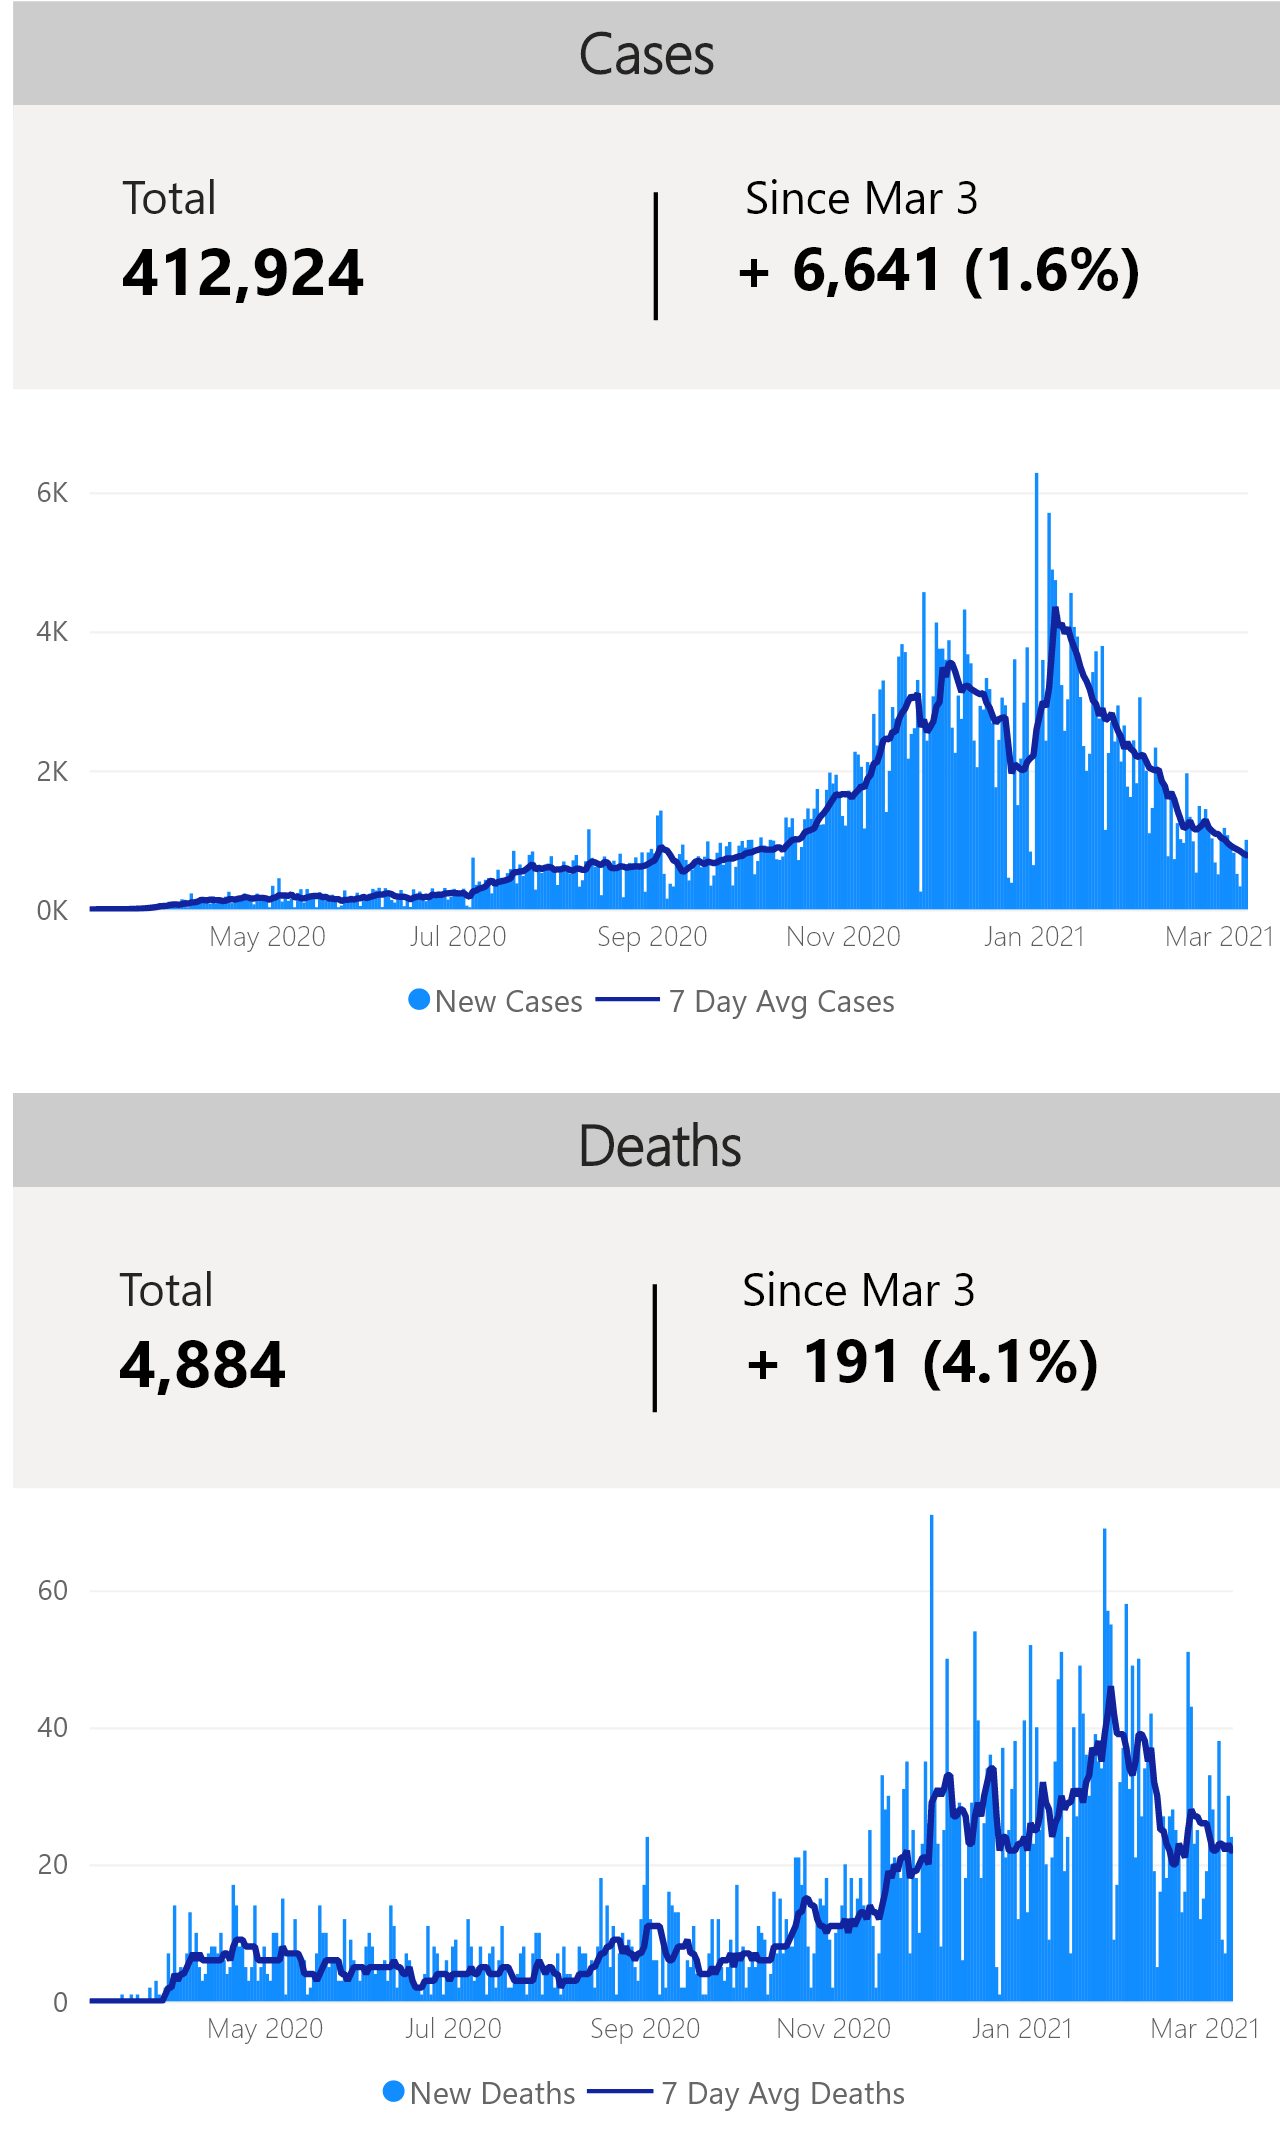 Cases
Total
Since Mar 3
412,924
+ 6,641 (1.6%)
6K
4K
2K
0K
May 2020
Jul 2020
Sep 2020
Nov 2020
Jan 2021
Mar 2021
New Cases
7 Day Avg Cases
Deaths
Total
Since Mar 3
4,884
+ 191 (4.1%)
60
40
20
0
May 2020
Jul 2020
Sep 2020
Nov 2020
Jan 2021
Mar 2021
New Deaths
7 Day Avg Deaths